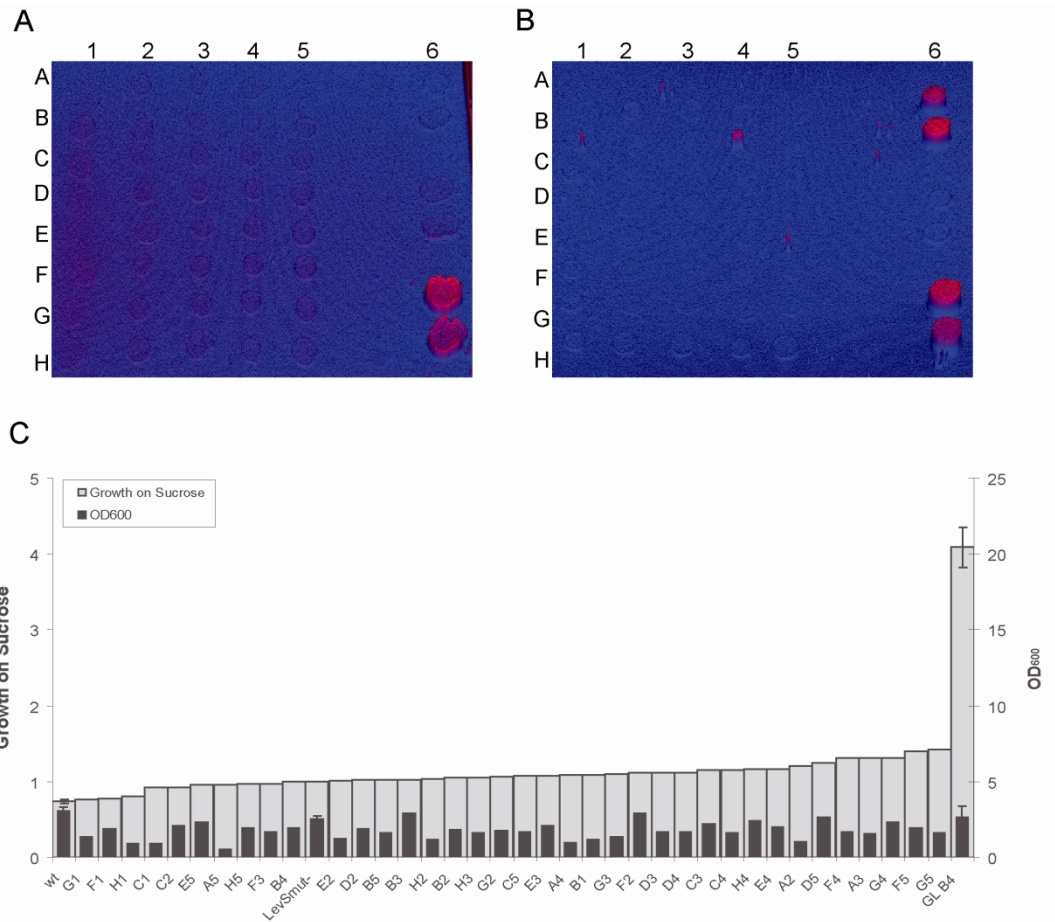 A
B
1 2 3 4 5 6
1 2 3 4 5 6
A
B
C
D
E
F
G
H
A
B
C
D
E
F
G
H
C
Growth on Sucrose
OD600
5
4
3
2
1
0
Growth on Sucrose
25
20
15
10
5
0
OD600
wt G1 F1 H1 C1 C2 E5 A5 H5 F3 B4 LevSmut- E2 D2 B5 B3 H2 B2 H3 G2 C5 E3 A4 B1 G3 F2 D3 D4 C3 C4 H4 E4 A2 D5 F4 A3 G4 F5 G5 GL B4